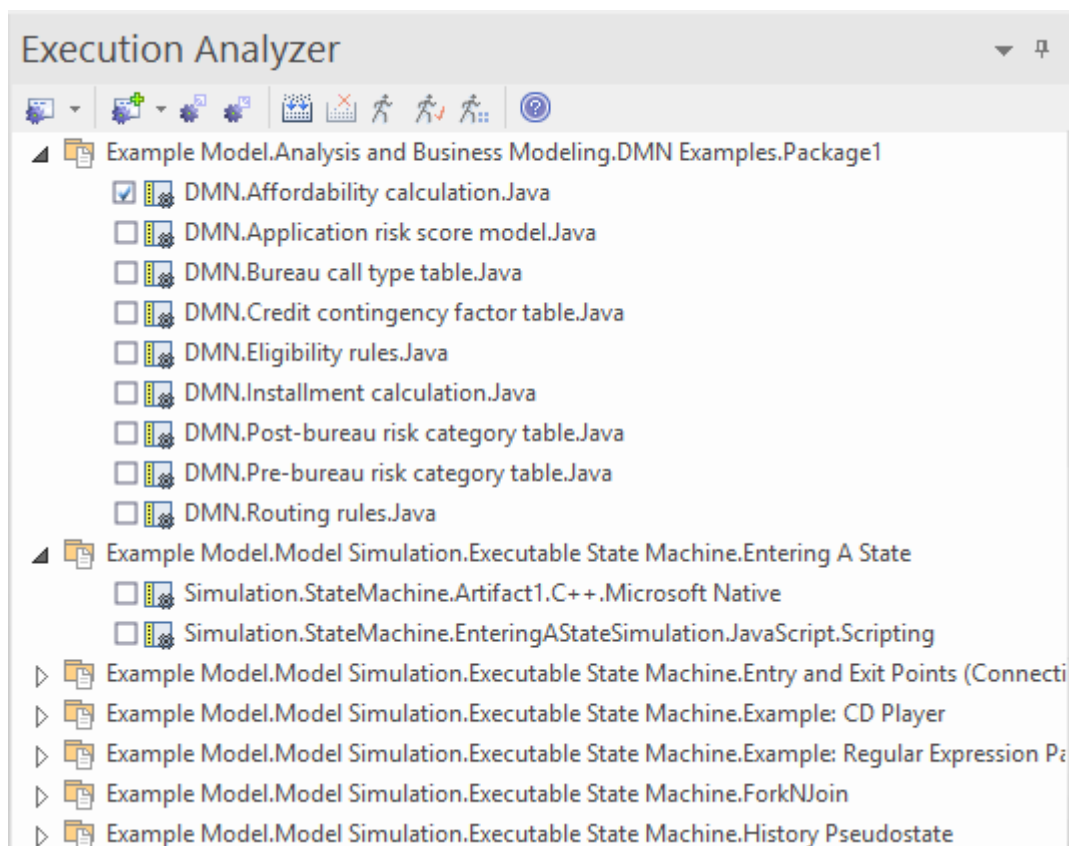 Execution Analyzer
Example Model.Analysis and Business Modeling.DMN Examples.Package1
DMN.Affordability calculation.Java
DMN.Application risk score model.Java
DMN.Bureau call type table.Java
DMN.Credit contingency factor table.Java
DMN.Eligibility rules.Java
DMN.Installment calculation.Java
DMN.Post-bureau risk category table.Java
DMN.Pre-bureau risk category table.Java
DMN.Routing rules.Java
Example Model.Model Simulation.Executable State Machine.Entering A State
Simulation.StateMachine.Artifact1.C++.Microsoft Native
Simulation.StateMachine.EnteringAStateSimulation.JavaScript.Scripting
Example Model.Model Simulation.Executable State Machine.Entry and Exit Points (Connecti
Example Model.Model Simulation.Executable State Machine.Example: CD Player
Example Model.Model Simulation.Executable State Machine.Example: Regular Expression Pa
Example Model.Model Simulation.Executable State Machine.ForkNJoin
Example Model.Model Simulation.Executable State Machine.History Pseudostate